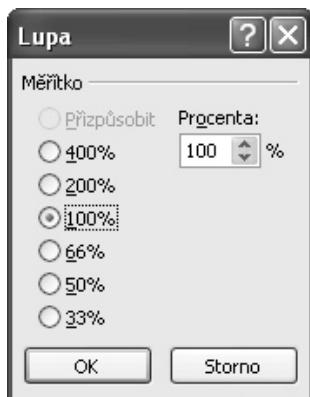 Lupa
Měřítko
Přizpůsobit
Procenta:
400%
100 %
200%
100%
66%
50%
33%
OK
Storno